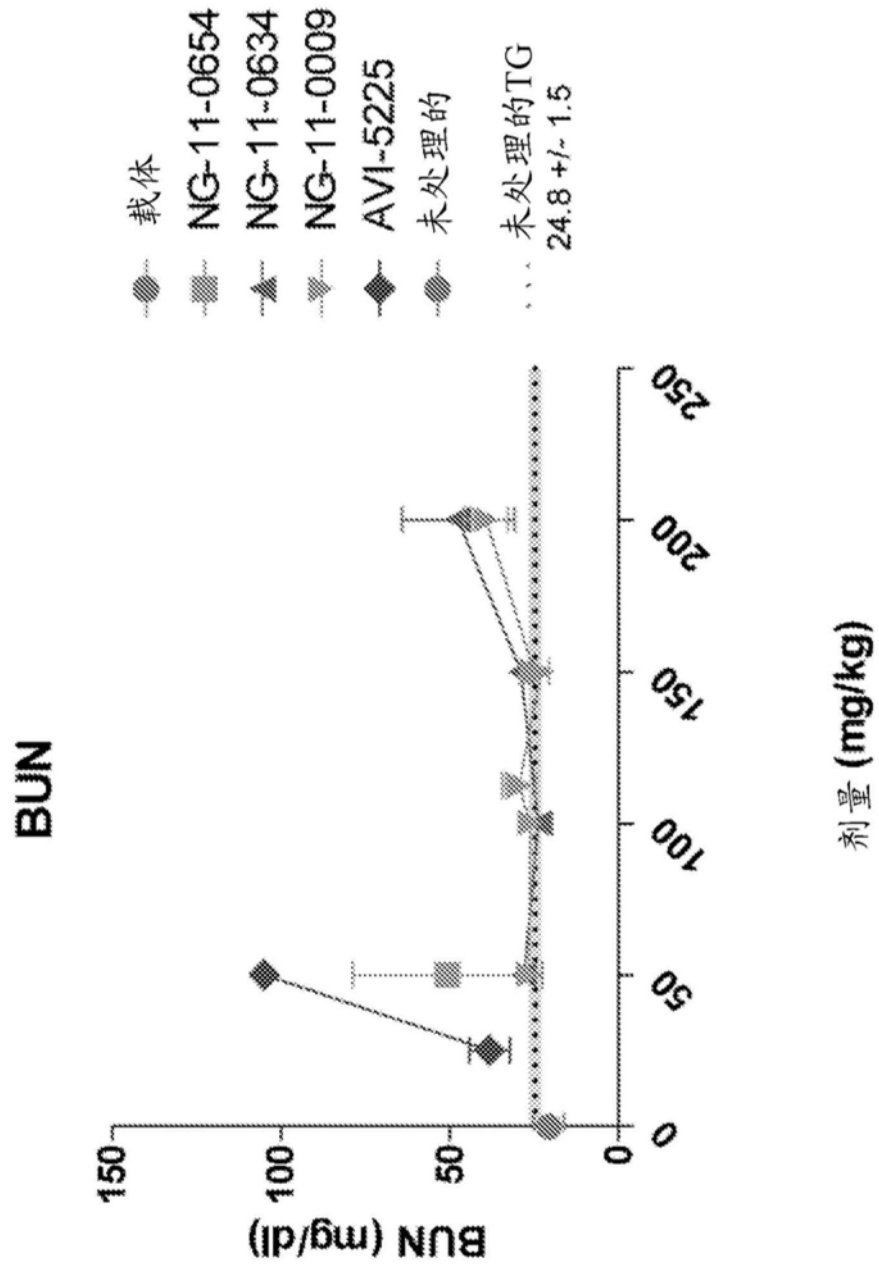 BUN
BUN (mg/dl)
150
100
50
0
0
50
100
150
200
250
剂量 (mg/kg)
载体
NG-11-0654
NG-11-0634
NG-11-0009
AVI-5225
未处理的
未处理的TG
24.8 +/- 1.5